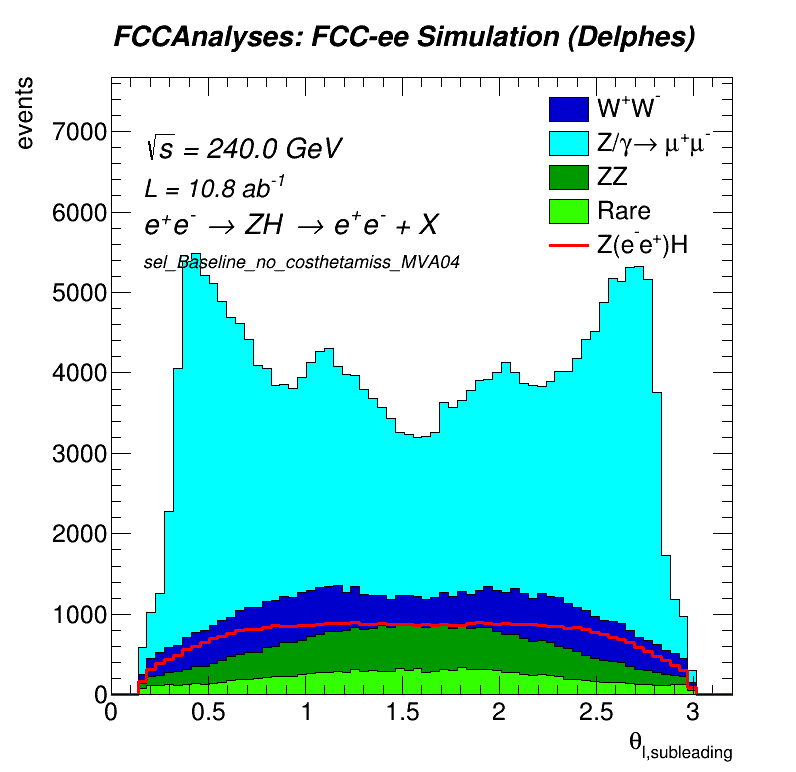 FCCAnalyses: FCC-ee Simulation (Delphes)
events
√s = 240.0 GeV
L = 10.8 ab⁻¹
e⁺e⁻ → ZH → e⁺e⁻ + X
sel_Baseline_no_costhetamiss_MVA04
W⁺W⁻
Z/γ→ μ⁺μ⁻
ZZ
Rare
Z(e⁻e⁺)H
7000
6000
5000
4000
3000
2000
1000
0
0 0.5 1 1.5 2 2.5 3
θl,subleading